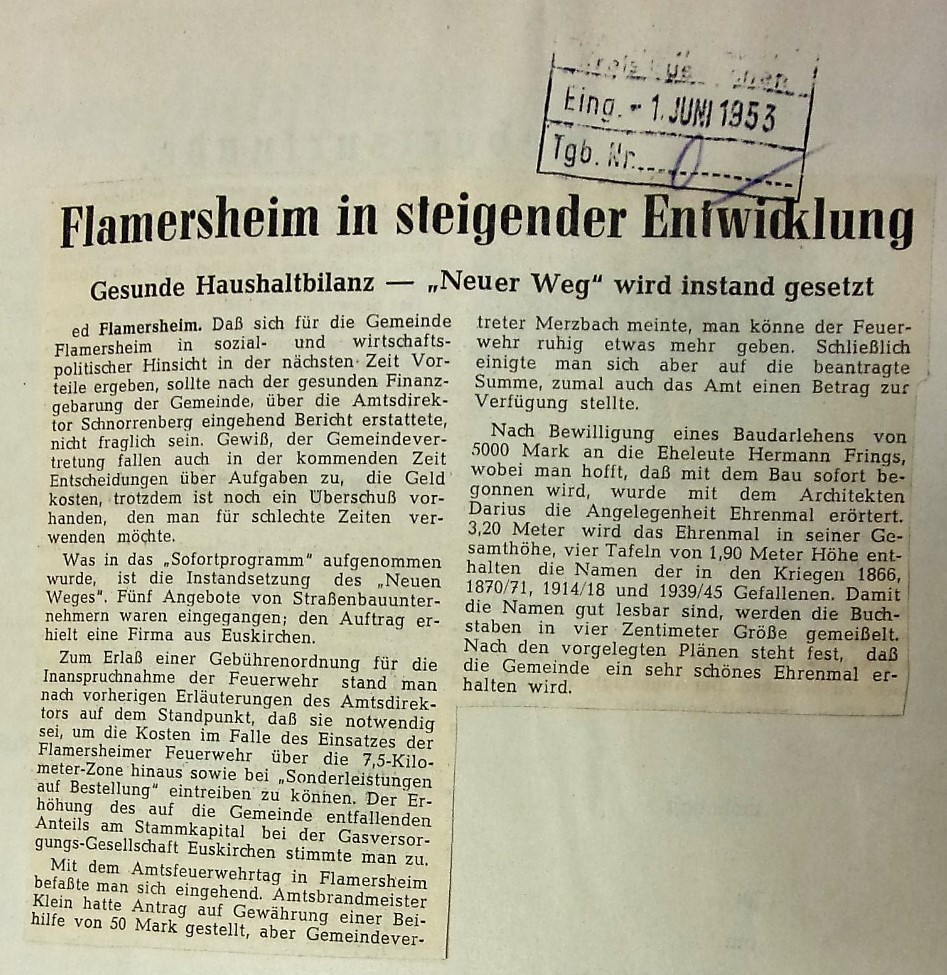 Eing. - 1. JUNI 1953
Tgb. Nr.
Flamersheim in steigender Entwicklung
Gesunde Haushaltbilanz — „Neuer Weg" wird instand gesetzt
ed Flamersheim. Daß sich für die Gemeinde
Flamersheim in sozial- und wirtschafts-
politischer Hinsicht in der nächsten Zeit Vor-
teile ergeben, sollte nach der gesunden Finanz-
gebarung der Gemeinde, über die Amtsdirek-
tor Schnorrenberg eingehend Bericht erstattete,
nicht fraglich sein. Gewiß, der Gemeindever-
tretung fallen auch in der kommenden Zeit
Entscheidungen über Aufgaben zu, die Geld
kosten, trotzdem ist noch ein Überschuß vor-
handen, den man für schlechte Zeiten ver-
wenden möchte.
Was in das „Sofortprogramm" aufgenommen
wurde, ist die Instandsetzung des „Neuen
Weges". Fünf Angebote von Straßenbauunter-
nehmern waren eingegangen; den Auftrag er-
hielt eine Firma aus Euskirchen.
Zum Erlaß einer Gebührenordnung für die
Inanspruchnahme der Feuerwehr stand man
nach vorherigen Erläuterungen des Amtsdirek-
tors auf dem Standpunkt, daß sie notwendig
sei, um die Kosten im Falle des Einsatzes der
Flamersheimer Feuerwehr über die 7,5-Kilo-
meter-Zone hinaus sowie bei „Sonderleistungen
auf Bestellung" eintreiben zu können. Der Er-
höhung des auf die Gemeinde entfallenden
Anteils am Stammkapital bei der Gasversor-
gungs-Gesellschaft Euskirchen stimmte man zu.
Mit dem Amtsfeuerwehrtag in Flamersheim
befaßte man sich eingehend. Amtsbrandmeister
Klein hatte Antrag auf Gewährung einer Bei-
hilfe von 50 Mark gestellt, aber Gemeindever-
treter Merzbach meinte, man könne der Feuer-
wehr ruhig etwas mehr geben. Schließlich
einigte man sich aber auf die beantragte
Summe, zumal auch das Amt einen Betrag zur
Verfügung stellte.
Nach Bewilligung eines Baudarlehens von
5000 Mark an die Eheleute Hermann Frings,
wobei man hofft, daß mit dem Bau sofort be-
gonnen wird, wurde mit dem Architekten
Darius die Angelegenheit Ehrenmal erörtert.
3,20 Meter wird das Ehrenmal in seiner Ge-
samthöhe, vier Tafeln von 1,90 Meter Höhe ent-
halten die Namen der in den Kriegen 1866,
1870/71, 1914/18 und 1939/45 Gefallenen. Damit
die Namen gut lesbar sind, werden die Buch-
staben in vier Zentimeter Größe gemeißelt.
Nach den vorgelegten Plänen steht fest, daß
die Gemeinde ein sehr schönes Ehrenmal er-
halten wird.